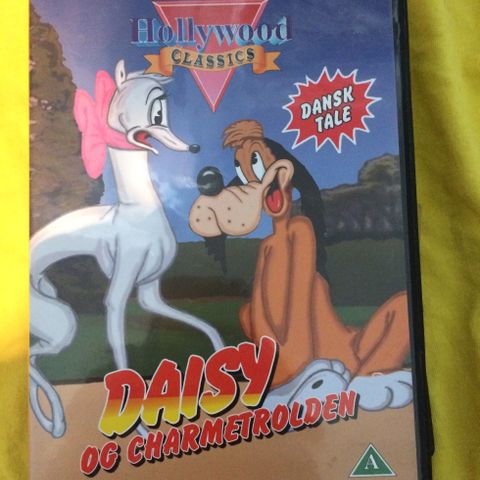 Hollywood
CLASSICS
DANSK
TALE
DAISY
OG CHARMETROLDEN
A